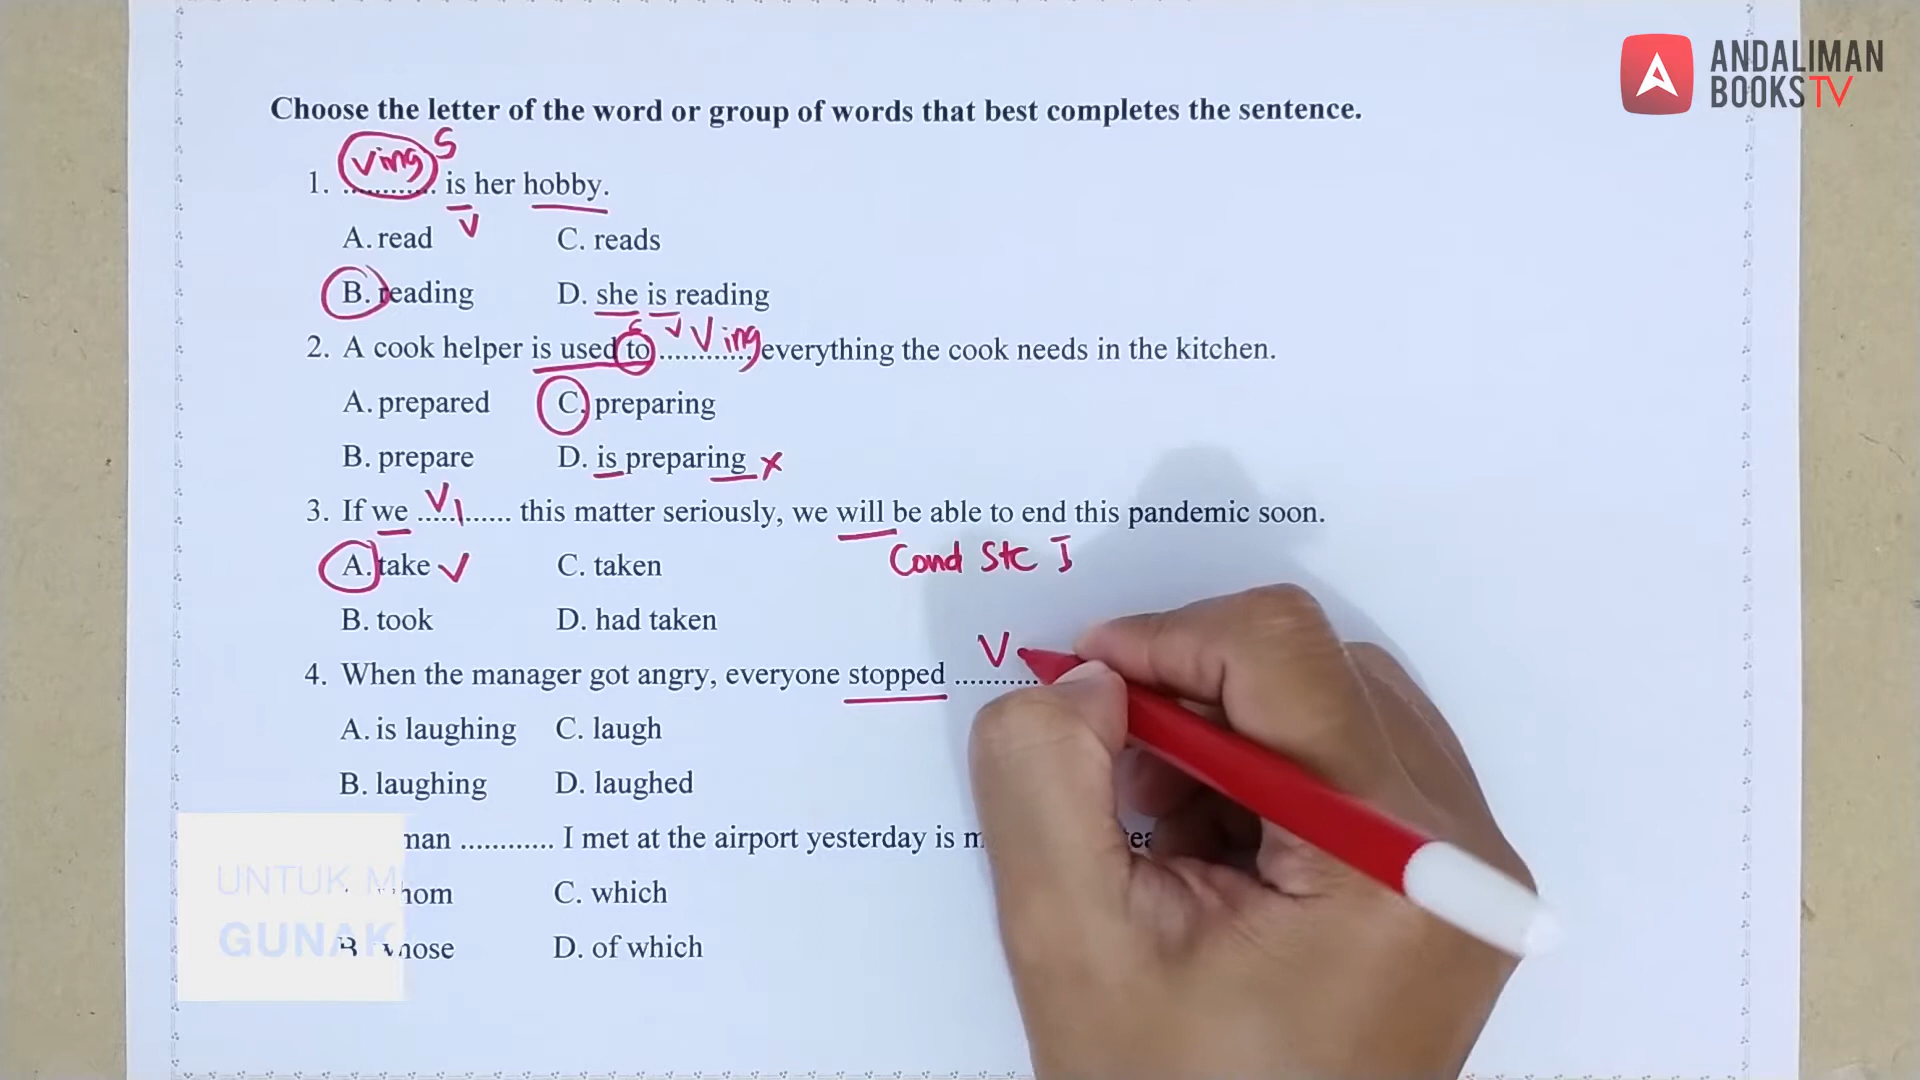 ANDALIMAN
BOOKSTV
Choose the letter of the word or group of words that best completes the sentence.
Ving S
1. ............ is her hobby.
V
A. read C. reads
B. reading D. she is reading
S V Ving
2. A cook helper is used to ............ everything the cook needs in the kitchen.
A. prepared C. preparing
B. prepare D. is preparing x
V1
3. If we ............ this matter seriously, we will be able to end this pandemic soon.
Cond Stc I
A. take V C. taken
B. took D. had taken
V
4. When the manager got angry, everyone stopped ............
A. is laughing C. laugh
B. laughing D. laughed
man ............ I met at the airport yesterday is
C. which
D. of which
UNTUK